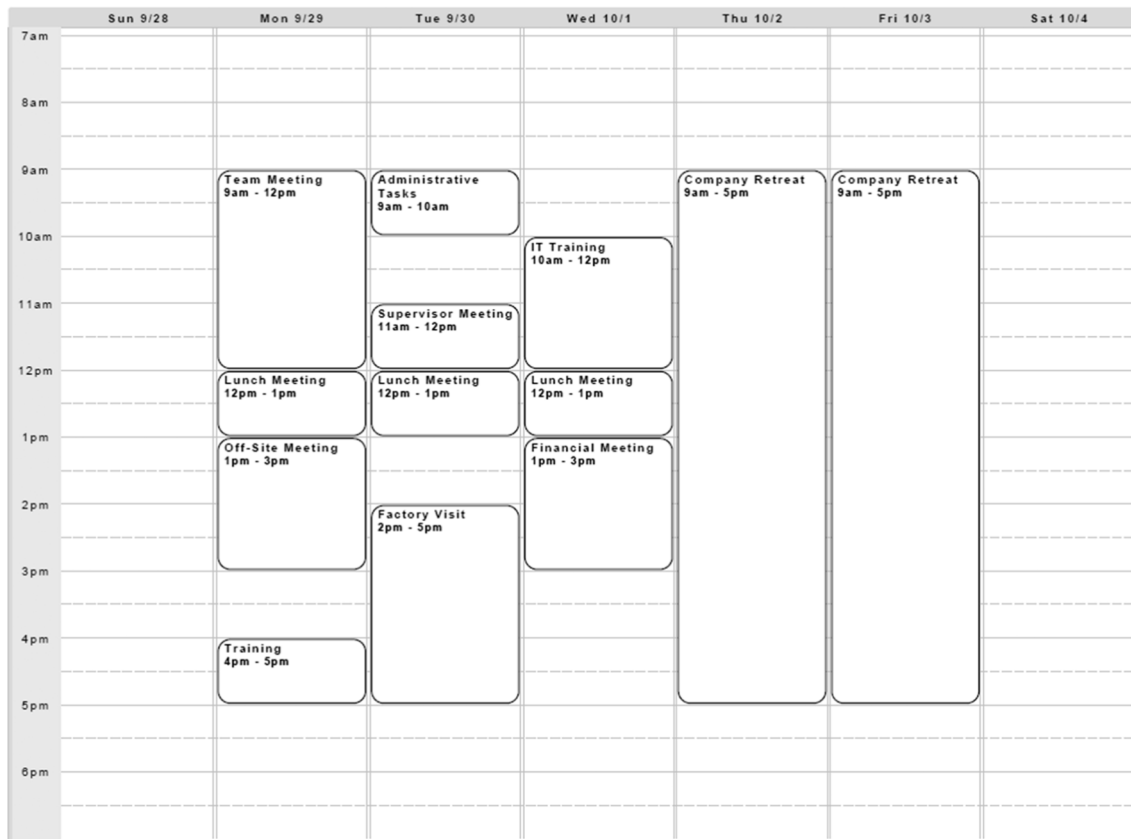 Sun 9/28
Mon 9/29
Tue 9/30
Wed 10/1
Thu 10/2
Fri 10/3
Sat 10/4
7am
8am
9am
10am
11am
12pm
1pm
2pm
3pm
4pm
5pm
6pm
Team Meeting
9am - 12pm
Lunch Meeting
12pm - 1pm
Off-Site Meeting
1pm - 3pm
Training
4pm - 5pm
Administrative
Tasks
9am - 10am
Supervisor Meeting
11am - 12pm
Lunch Meeting
12pm - 1pm
Factory Visit
2pm - 5pm
IT Training
10am - 12pm
Lunch Meeting
12pm - 1pm
Financial Meeting
1pm - 3pm
Company Retreat
9am - 5pm
Company Retreat
9am - 5pm